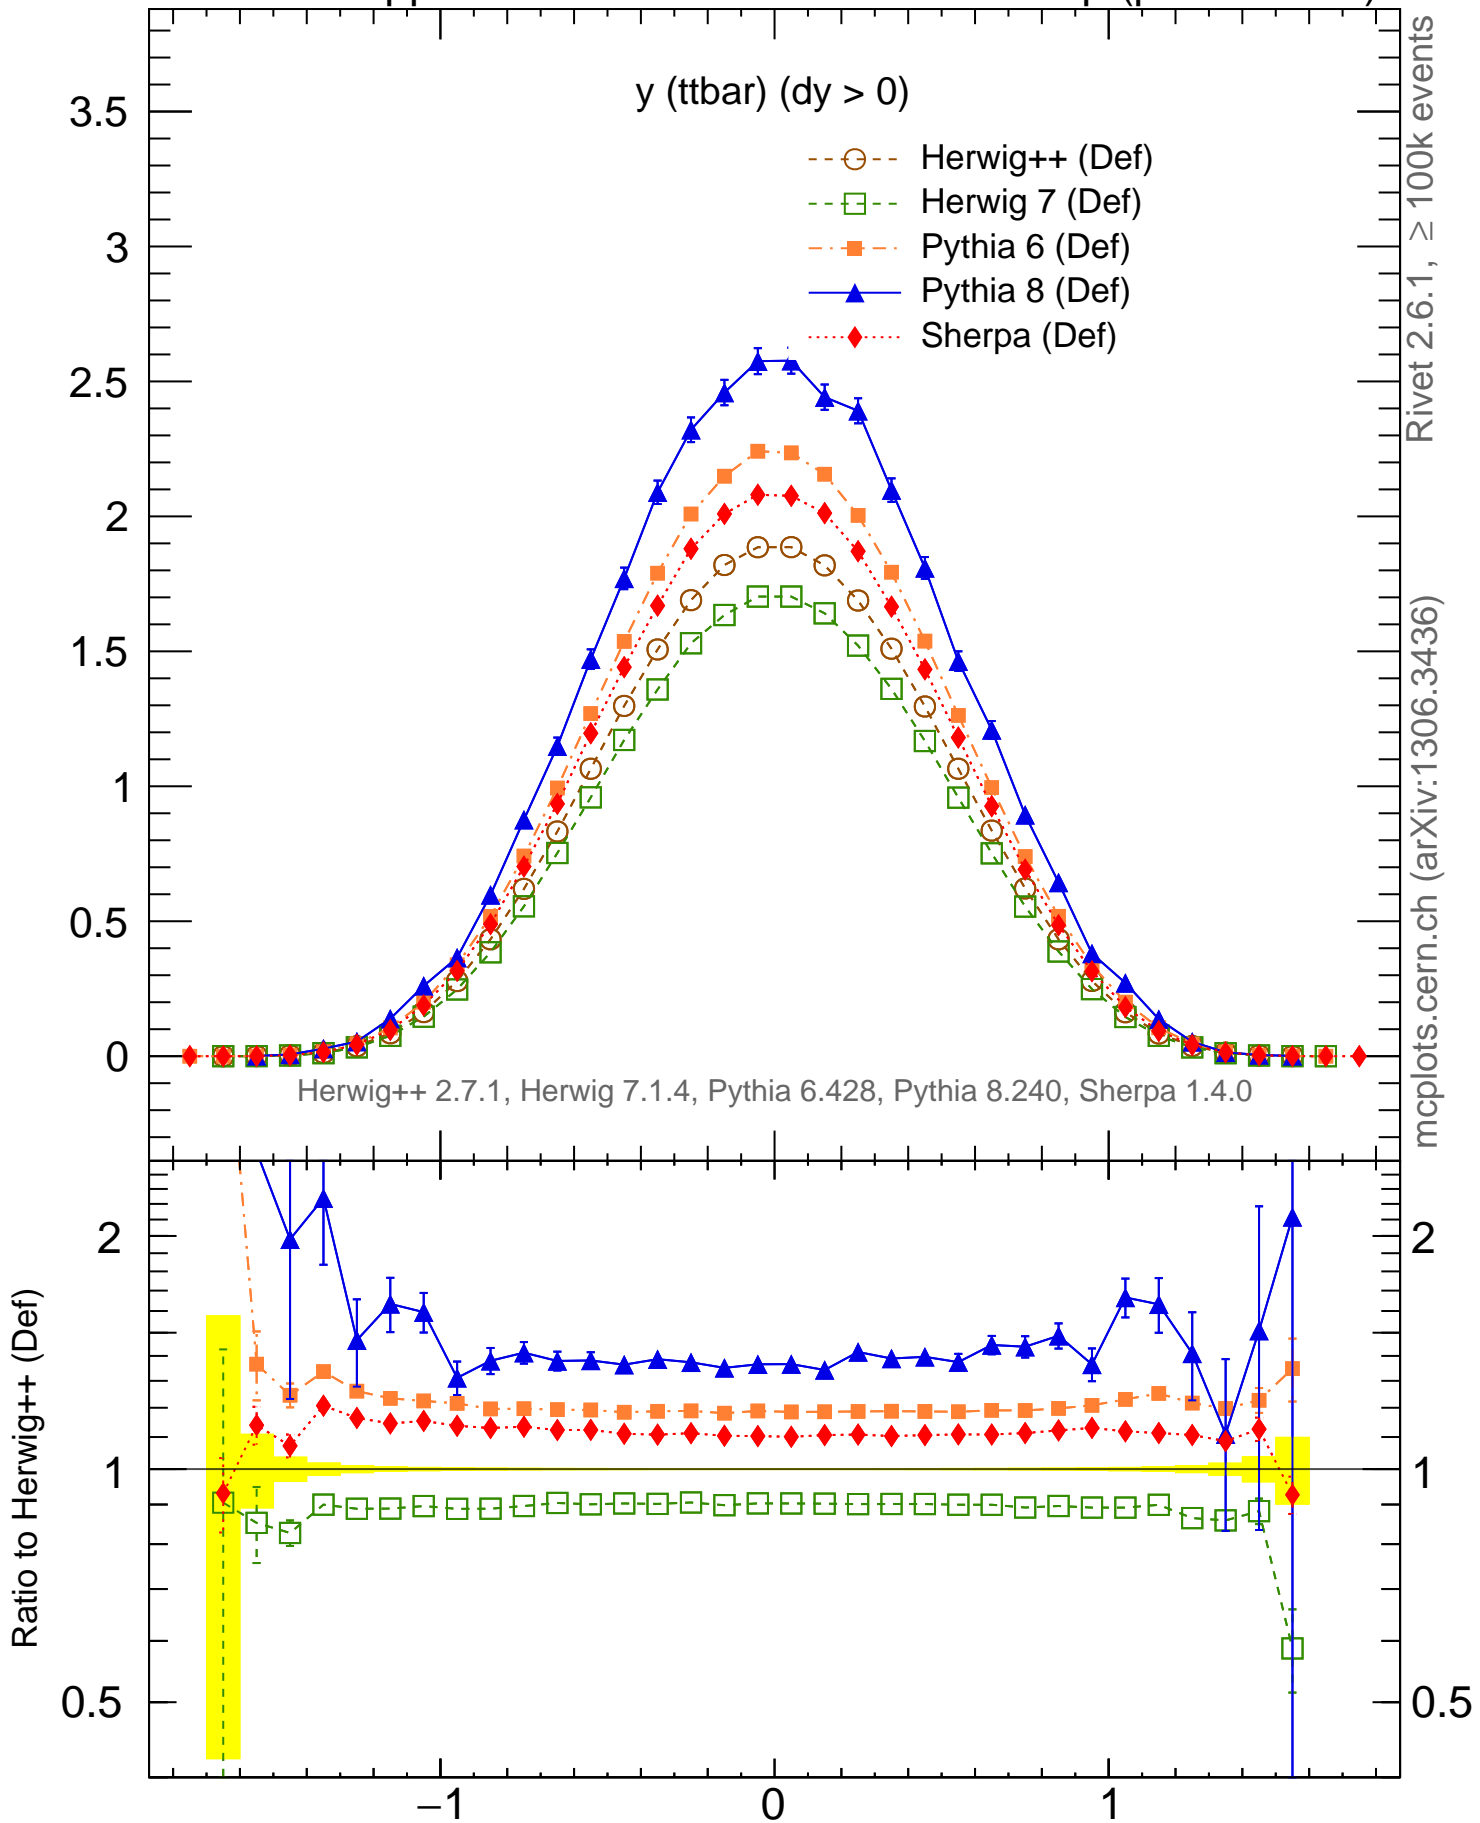 y (ttbar) (dy > 0)
Herwig++ (Def)
Herwig 7 (Def)
Pythia 6 (Def)
Pythia 8 (Def)
Sherpa (Def)
3.5
3
2.5
2
1.5
1
0.5
0
Herwig++ 2.7.1, Herwig 7.1.4, Pythia 6.428, Pythia 8.240, Sherpa 1.4.0
Rivet 2.6.1, ≥ 100k events
mcplots.cern.ch (arXiv:1306.3436)
Ratio to Herwig++ (Def)
2
1
0.5
2
1
0.5
−1
0
1